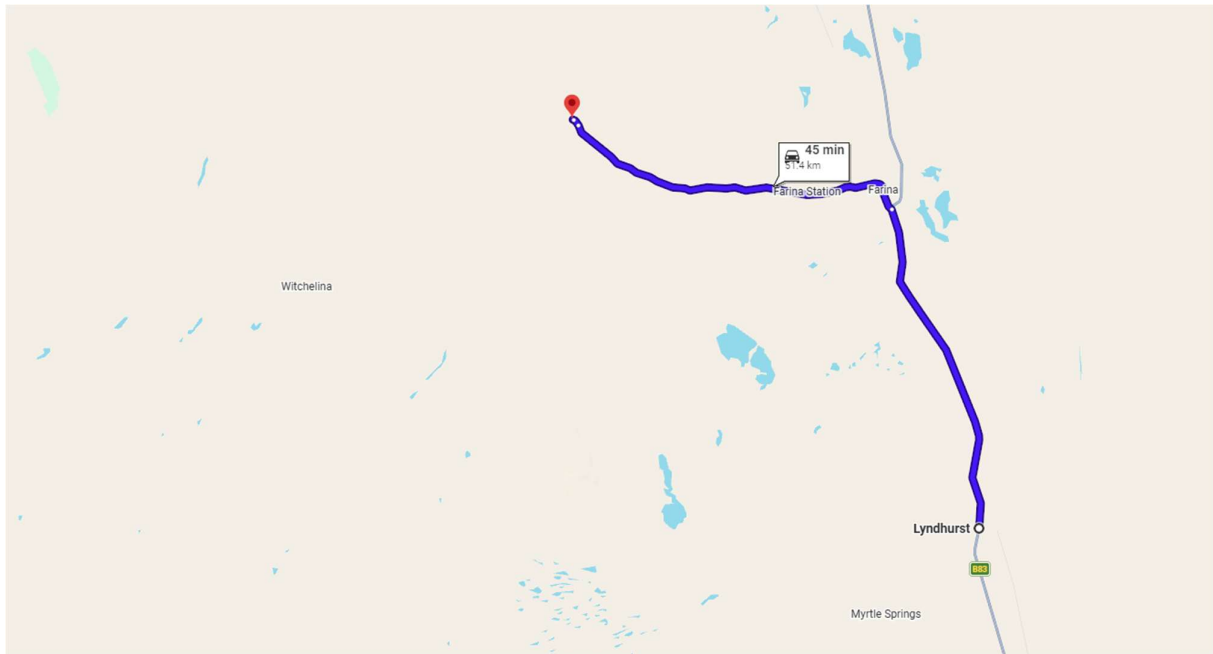 45 min
51.4 km
Farina Station
Farina
Witchelina
Lyndhurst
B83
Myrtle Springs